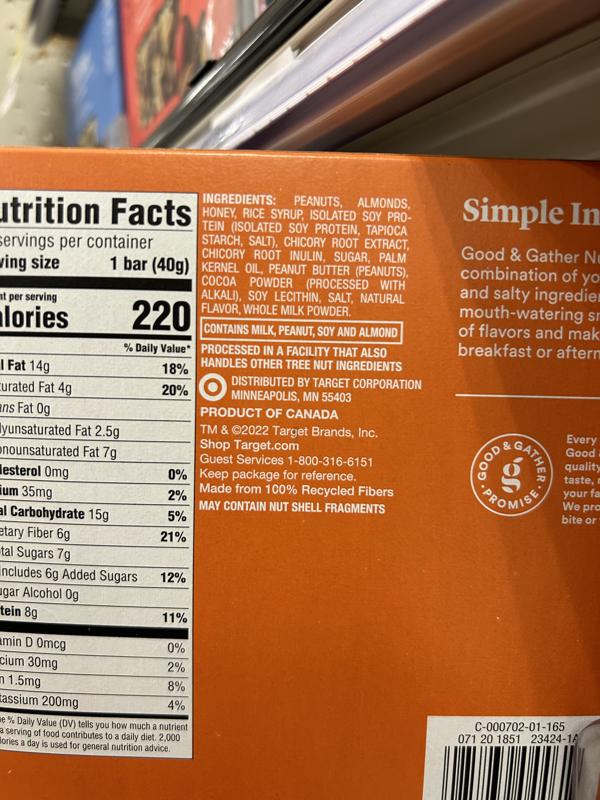 utrition Facts
servings per container
ving size 1 bar (40g)
nt per serving
alories 220
% Daily Value*
l Fat 14g 18%
urated Fat 4g 20%
ans Fat 0g
lyunsaturated Fat 2.5g
onounsaturated Fat 7g
lesterol 0mg 0%
ium 35mg 2%
al Carbohydrate 15g 5%
etary Fiber 6g 21%
otal Sugars 7g
ncludes 6g Added Sugars 12%
ugar Alcohol 0g
tein 8g 11%
amin D 0mcg 0%
cium 30mg 2%
n 1.5mg 8%
tassium 200mg 4%
he % Daily Value (DV) tells you how much a nutrient
a serving of food contributes to a daily diet. 2,000
lories a day is used for general nutrition advice.
INGREDIENTS: PEANUTS, ALMONDS,
HONEY, RICE SYRUP, ISOLATED SOY PRO-
TEIN (ISOLATED SOY PROTEIN, TAPIOCA
STARCH, SALT), CHICORY ROOT EXTRACT,
CHICORY ROOT INULIN, SUGAR, PALM
KERNEL OIL, PEANUT BUTTER (PEANUTS),
COCOA POWDER (PROCESSED WITH
ALKALI), SOY LECITHIN, SALT, NATURAL
FLAVOR, WHOLE MILK POWDER.
CONTAINS MILK, PEANUT, SOY AND ALMOND
PROCESSED IN A FACILITY THAT ALSO
HANDLES OTHER TREE NUT INGREDIENTS
DISTRIBUTED BY TARGET CORPORATION
MINNEAPOLIS, MN 55403
PRODUCT OF CANADA
TM & ©2022 Target Brands, Inc.
Shop Target.com
Guest Services 1-800-316-6151
Keep package for reference.
Made from 100% Recycled Fibers
MAY CONTAIN NUT SHELL FRAGMENTS
Simple In
Good & Gather Nu
combination of yo
and salty ingredien
mouth-watering sn
of flavors and mak
breakfast or aftern
GOOD & GATHER
g
PROMISE
Every
Good
quality
taste,
your fa
We pro
bite or
C-000702-01-165
071 20 1851 23424-1A